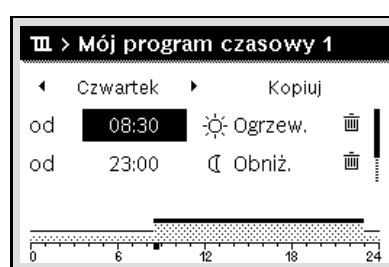 > Mój program czasowy 1
Czwartek Kopiuj
od 08:30 Ogrzew.
od 23:00 Obniż.
0 6 12 18 24